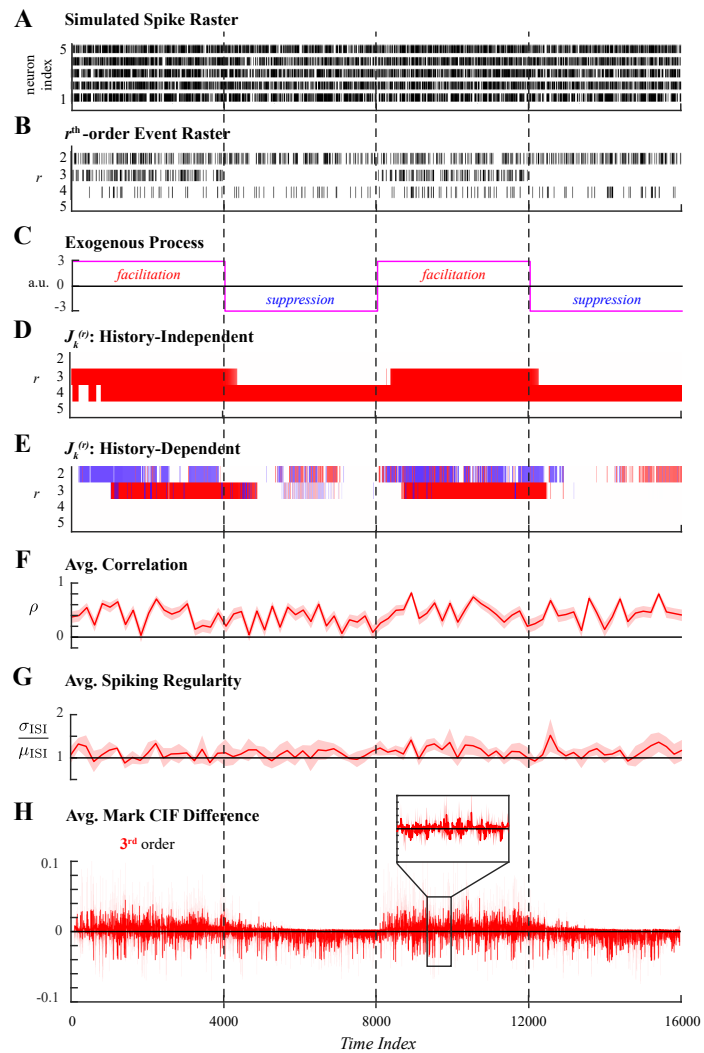 A Simulated Spike Raster
neuron
index
5
1
B rᵗʰ-order Event Raster
r
2
3
4
5
C Exogenous Process
a.u.
3
0
-3
facilitation
suppression
facilitation
suppression
D Jₖ⁽ʳ⁾: History-Independent
r
2
3
4
5
E Jₖ⁽ʳ⁾: History-Dependent
r
2
3
4
5
F Avg. Correlation
ρ
1
0
G Avg. Spiking Regularity
σISI
μISI
2
1
H Avg. Mark CIF Difference
3ʳᵈ order
0.1
0
-0.1
0 4000 8000 12000 16000
Time Index